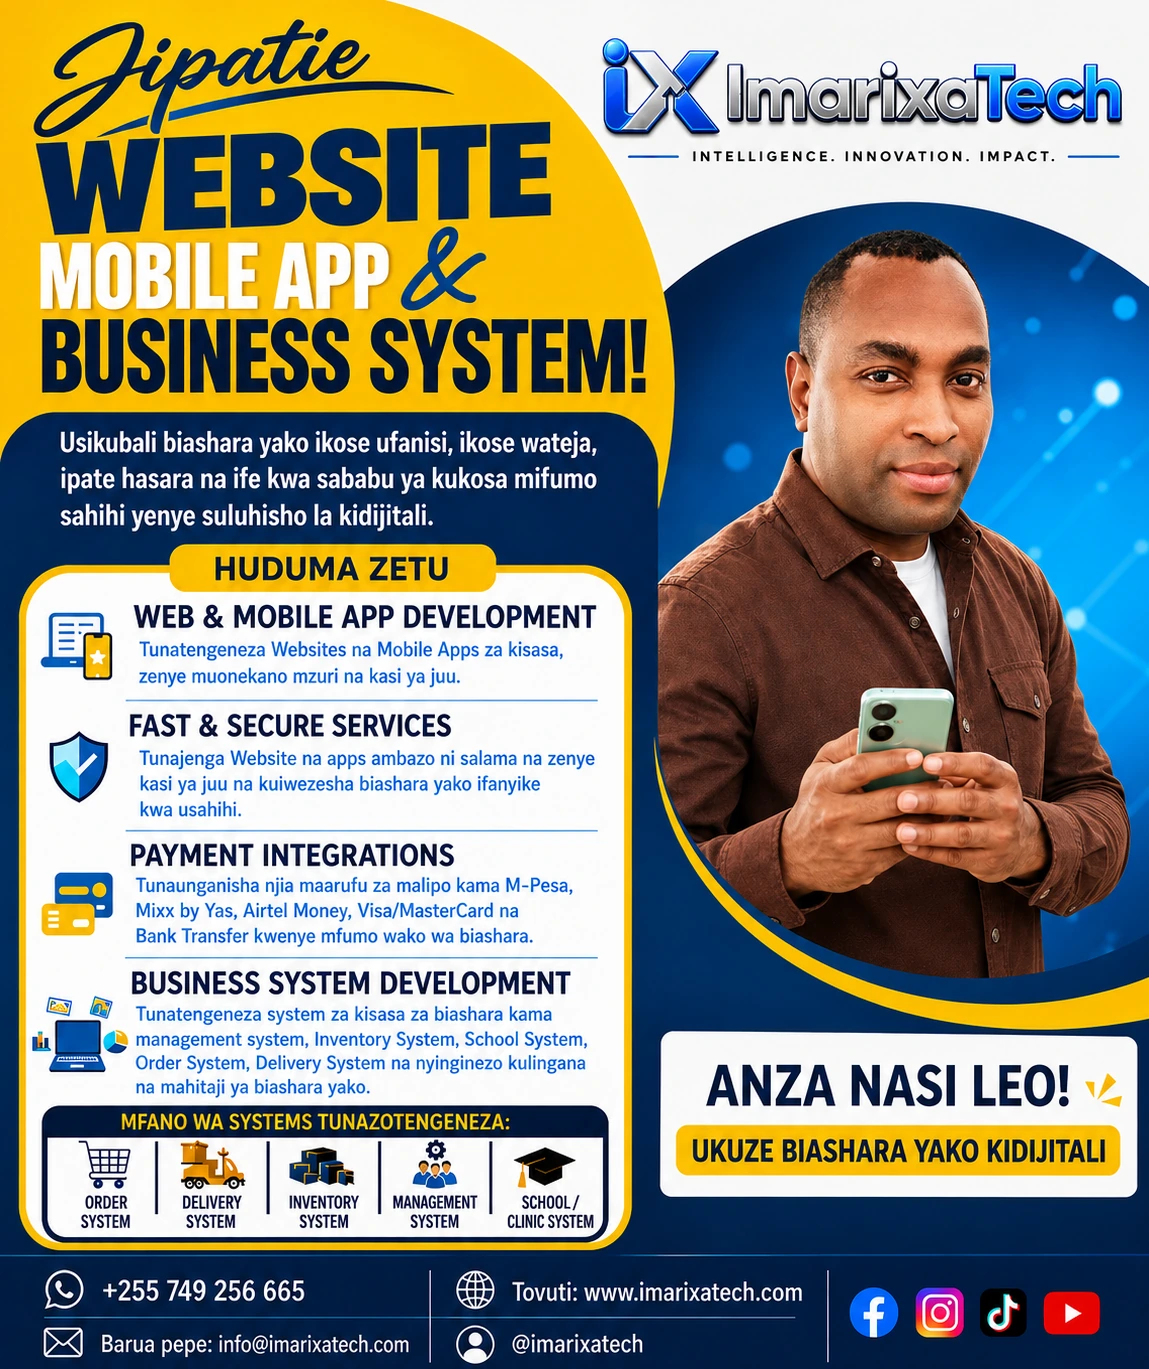 Jipatie
WEBSITE
MOBILE APP &
BUSINESS SYSTEM!
iX ImarixaTech
INTELLIGENCE. INNOVATION. IMPACT.
Usikubali biashara yako ikose ufanisi, ikose wateja,
ipate hasara na ife kwa sababu ya kukosa mifumo
sahihi yenye suluhisho la kidijitali.
HUDUMA ZETU
WEB & MOBILE APP DEVELOPMENT
Tunatengeneza Websites na Mobile Apps za kisasa,
zenye muonekano mzuri na kasi ya juu.
FAST & SECURE SERVICES
Tunajenga Website na apps ambazo ni salama na zenye
kasi ya juu na kuiwezesha biashara yako ifanyike
kwa usahihi.
PAYMENT INTEGRATIONS
Tunaunganisha njia maarufu za malipo kama M-Pesa,
Mixx by Yas, Airtel Money, Visa/MasterCard na
Bank Transfer kwenye mfumo wako wa biashara.
BUSINESS SYSTEM DEVELOPMENT
Tunatengeneza system za kisasa za biashara kama
management system, Inventory System, School System,
Order System, Delivery System na nyinginezo kulingana
na mahitaji ya biashara yako.
MFANO WA SYSTEMS TUNAZOTENGENEZA:
ORDER
SYSTEM
DELIVERY
SYSTEM
INVENTORY
SYSTEM
MANAGEMENT
SYSTEM
SCHOOL/
CLINIC SYSTEM
ANZA NASI LEO!
UKUZE BIASHARA YAKO KIDIJITALI
+255 749 256 665
Barua pepe: info@imarixatech.com
Tovuti: www.imarixatech.com
@imarixatech